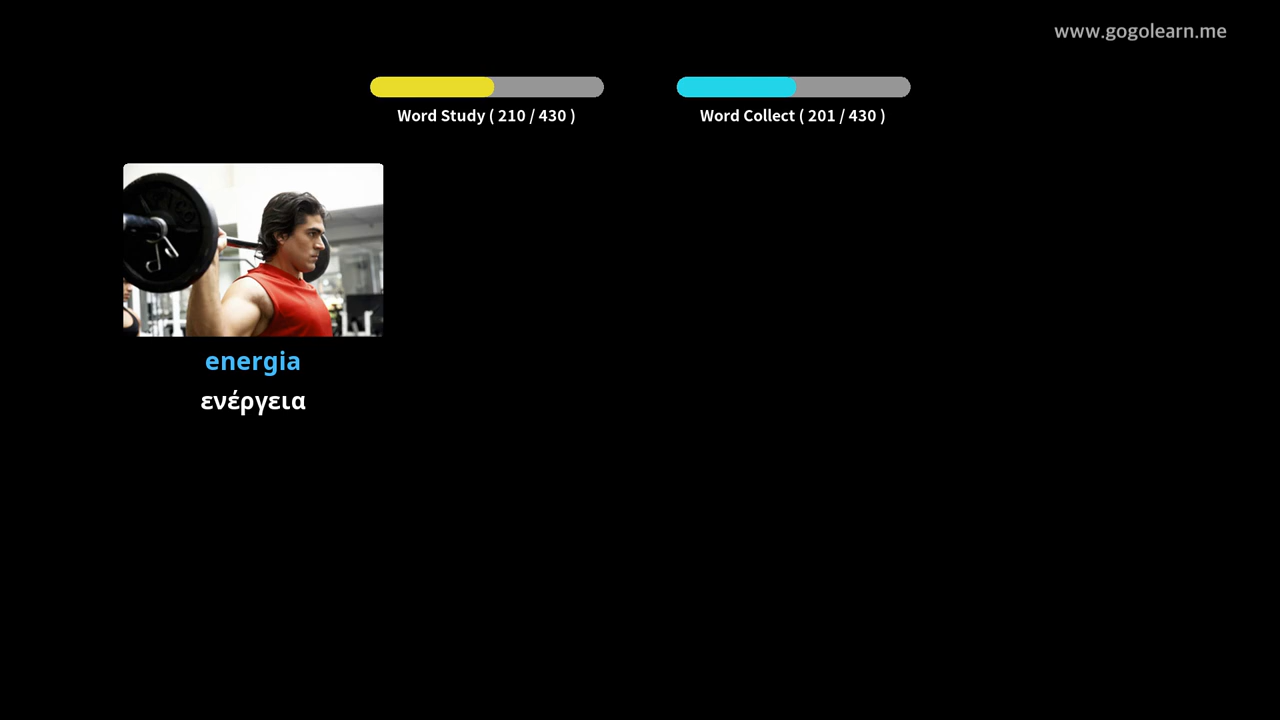 www.gogolearn.me
Word Study ( 210 / 430 )
Word Collect ( 201 / 430 )
energia
ενέργεια